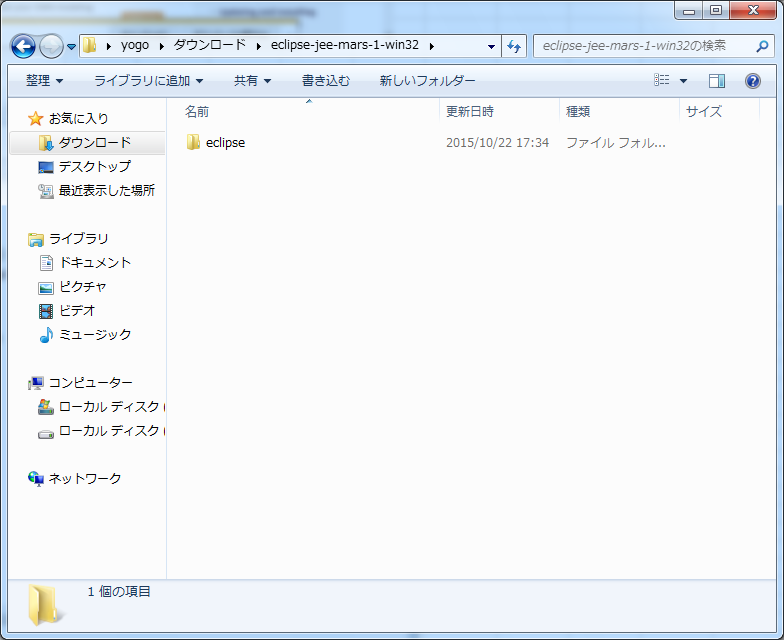 yogo ダウンロード eclipse-jee-mars-1-win32 eclipse-jee-mars-1-win32の検索
整理 ライブラリに追加 共有 書き込む 新しいフォルダー
名前 更新日時 種類 サイズ
eclipse 2015/10/22 17:34 ファイル フォル...
お気に入り
ダウンロード
デスクトップ
最近表示した場所
ライブラリ
ドキュメント
ピクチャ
ビデオ
ミュージック
コンピューター
ローカル ディスク (
ローカル ディスク (
ネットワーク
1 個の項目